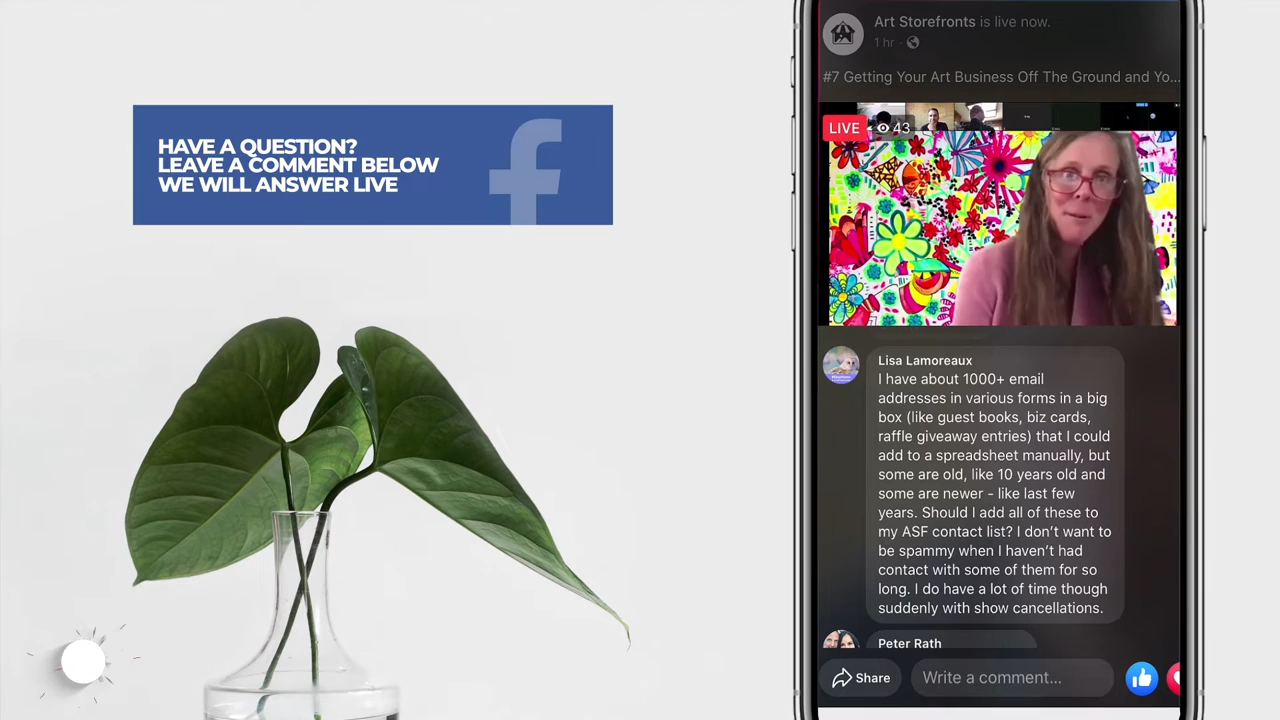 HAVE A QUESTION?
LEAVE A COMMENT BELOW
WE WILL ANSWER LIVE
f
Art Storefronts is live now.
1 hr ·
#7 Getting Your Art Business Off The Ground and Yo...
LIVE 43
Lisa Lamoreaux
I have about 1000+ email
addresses in various forms in a big
box (like guest books, biz cards,
raffle giveaway entries) that I could
add to a spreadsheet manually, but
some are old, like 10 years old and
some are newer - like last few
years. Should I add all of these to
my ASF contact list? I don’t want to
be spammy when I haven’t had
contact with some of them for so
long. I do have a lot of time though
suddenly with show cancellations.
Peter Rath
Share
Write a comment...